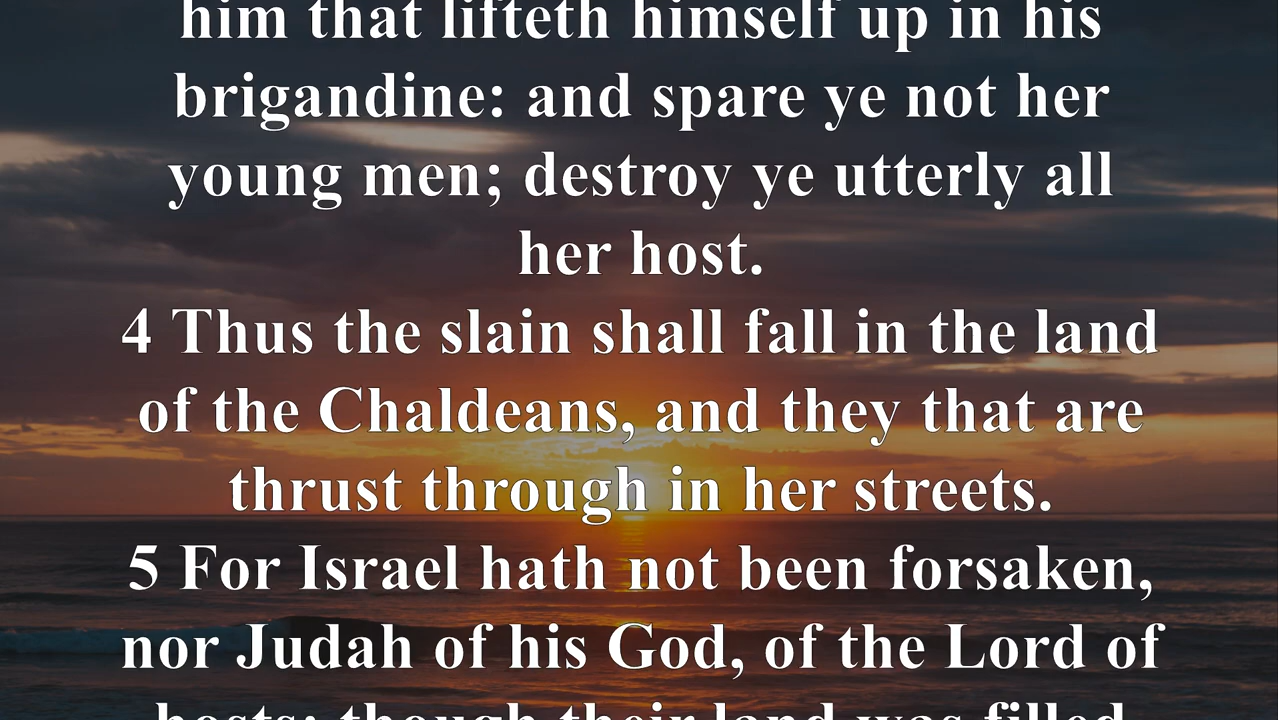 him that lifteth himself up in his
brigandine: and spare ye not her
young men; destroy ye utterly all
her host.
4 Thus the slain shall fall in the land
of the Chaldeans, and they that are
thrust through in her streets.
5 For Israel hath not been forsaken,
nor Judah of his God, of the Lord of
hosts; though their land was filled